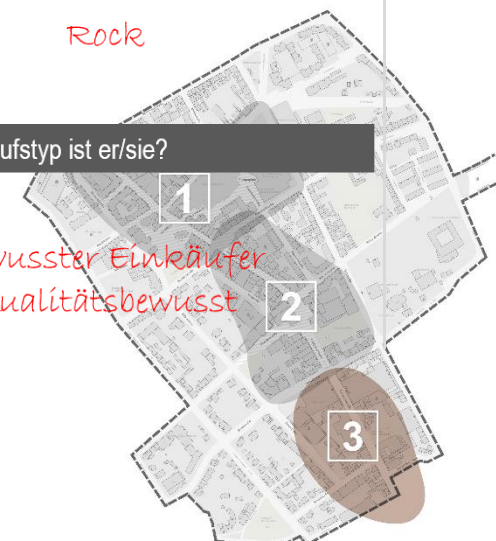 Rock
ufstyp ist er/sie?
1
wusster Einkäufer
ualitätsbewusst
2
3